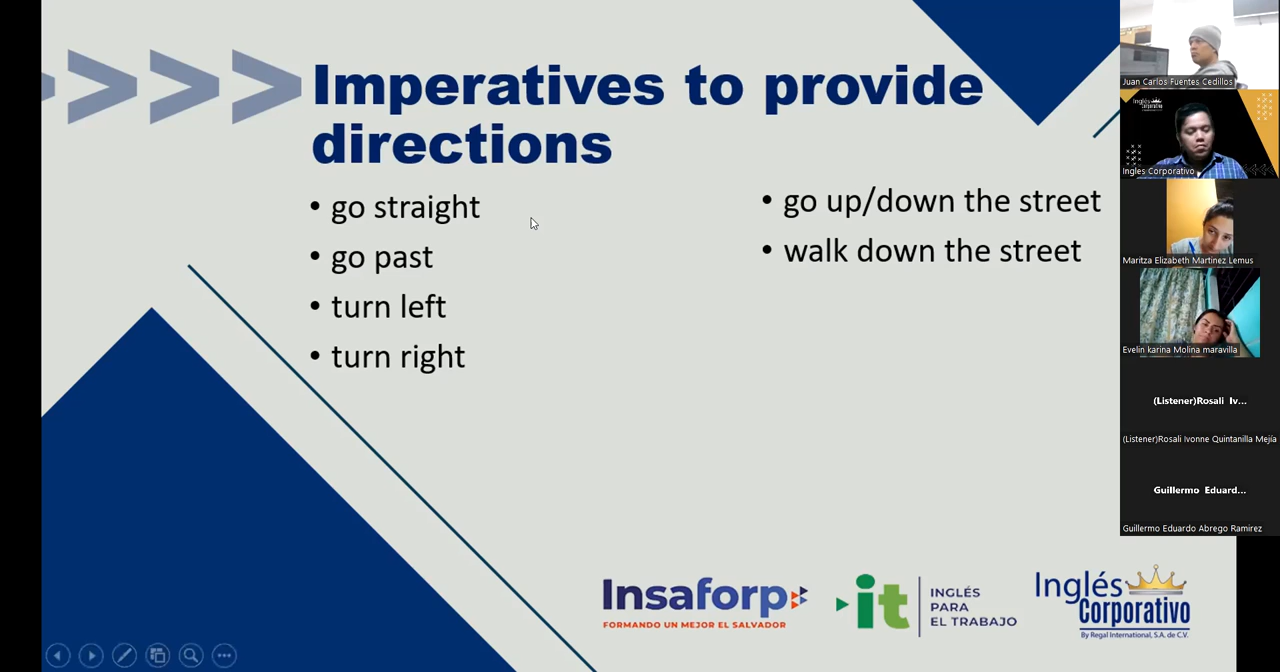 Imperatives to provide
directions
• go straight
• go past
• turn left
• turn right
• go up/down the street
• walk down the street
Insaforp
FORMANDO UN MEJOR EL SALVADOR
it
INGLÉS
PARA
EL TRABAJO
Inglés
Corporativo
By Regal International, S.A. de C.V.
Juan Carlos Fuentes Cedillos
Inglés
Corporativo
Ingles Corporativo
Maritza Elizabeth Martinez Lemus
Evelin karina Molina maravilla
(Listener)Rosali Iv...
(Listener)Rosali Ivonne Quintanilla Mejía
Guillermo Eduard...
Guillermo Eduardo Abrego Ramirez